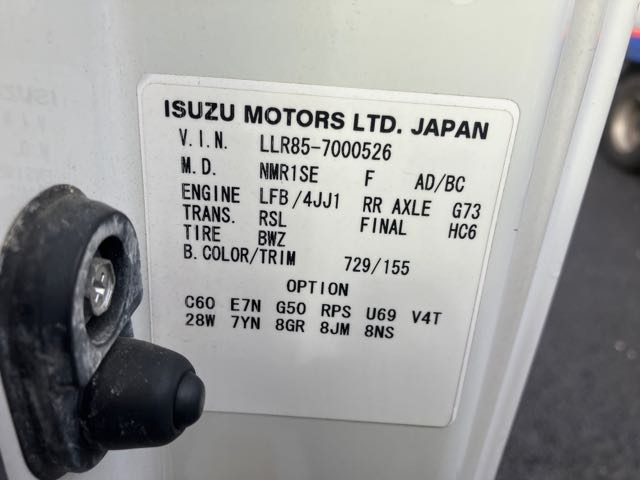 ISUZU MOTORS LTD. JAPAN
V.I.N. LLR85-7000526
M.D. NMR1SE F AD/BC
ENGINE LFB/4JJ1 RR AXLE G73
TRANS. RSL FINAL HC6
TIRE BWZ
B.COLOR/TRIM 729/155
OPTION
C60 E7N G50 RPS U69 V4T
28W 7YN 8GR 8JM 8NS